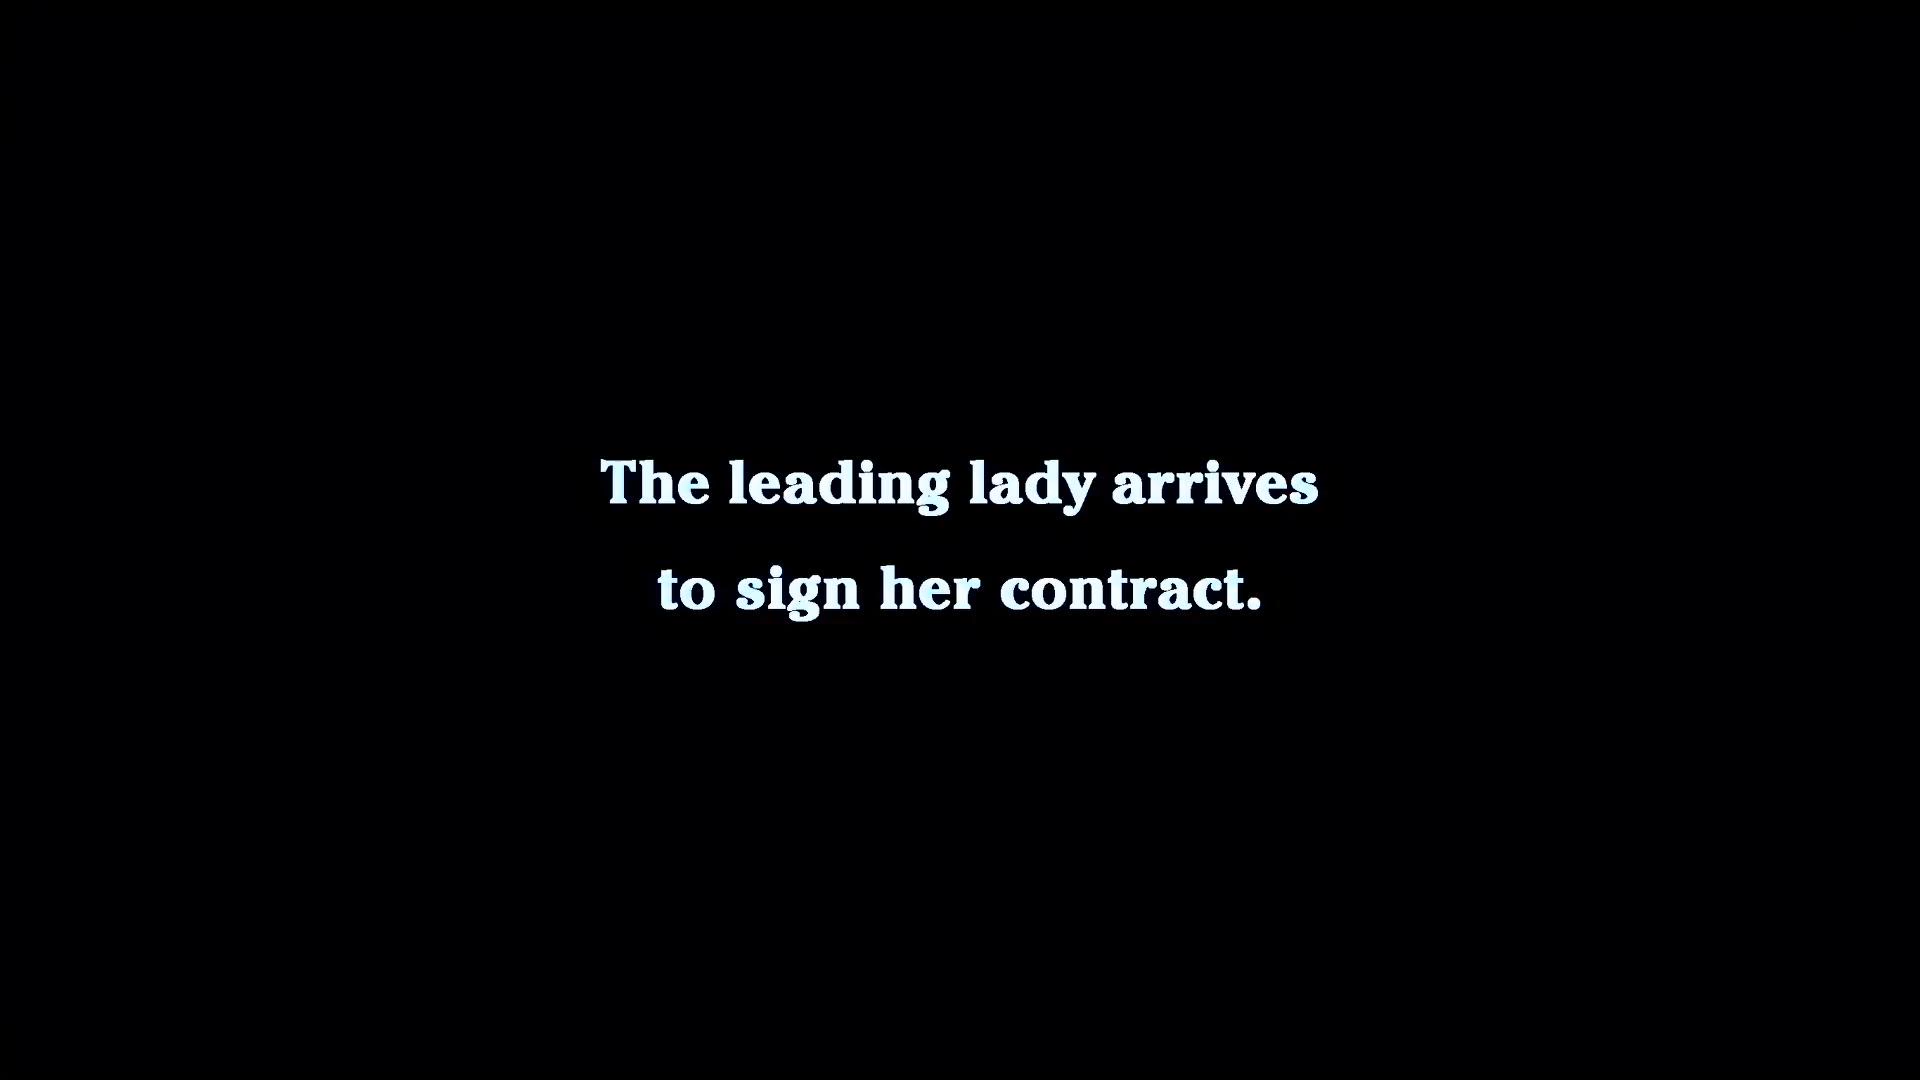 The leading lady arrives
to sign her contract.